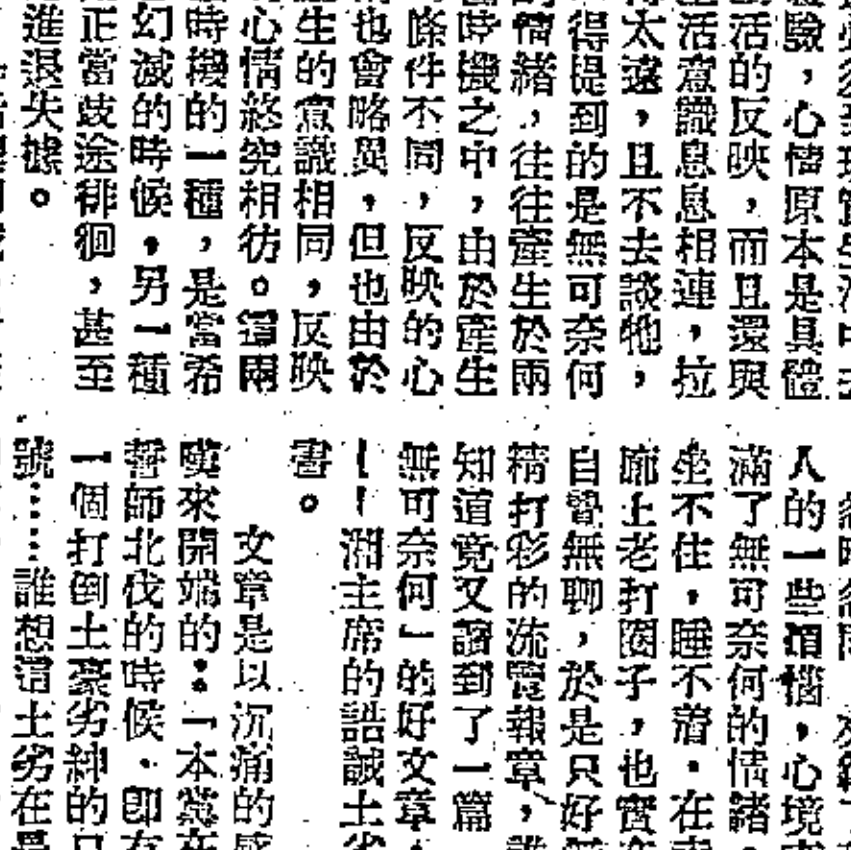 驗，心情原本是具體
活的反映，而且還與
活意識息息相連，拉
太遠，且不去談牠，
得提到的是無可奈何
情緒，往往產生於兩
時機之中，由於產生
條件不同，反映的心
也會略異，但也由於
生的意識相同，反映
心情終究相彷。這兩
時機的一種，是當希
幻滅的時候，另一種
正當歧途徘徊，甚至
進退失據。
人的一些煩惱，心境
滿了無可奈何的情緒。
坐不住，睡不着。在
廊上老打圈子，也實
自覺無聊，於是只好
精打彩的流覽報章，
知道竟又讀到了一篇
無可奈何」的好文章，
——淵主席的誥誡土劣
書。
文章是以沉痛的感
嘆來開端的：「本黨在
誓師北伐的時候，即有
一個打倒土豪劣紳的口
號……誰想這土劣在